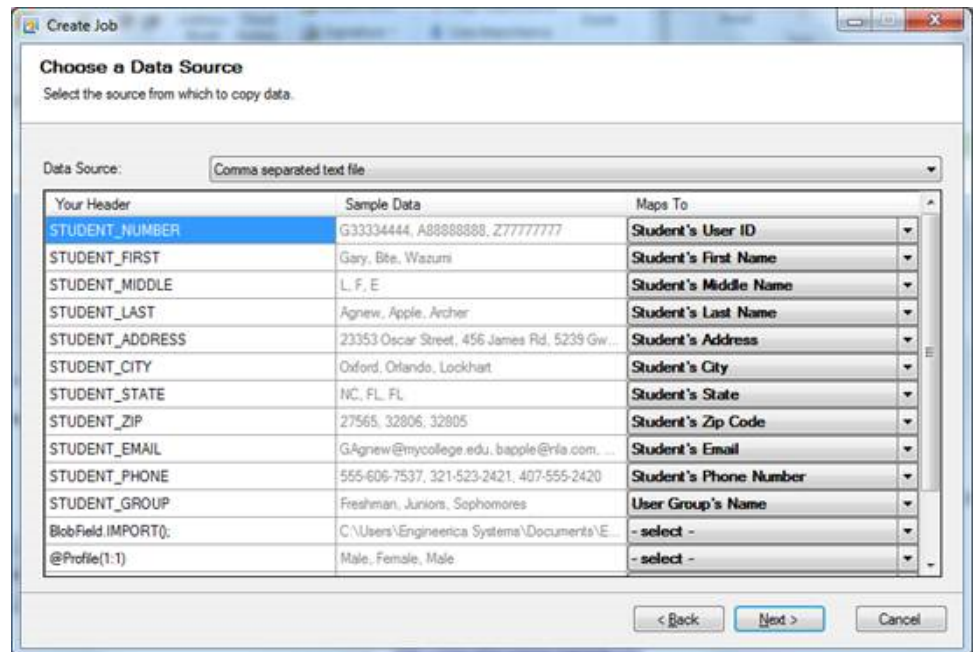 Create Job
Choose a Data Source
Select the source from which to copy data.
Data Source: Comma separated text file
Your Header Sample Data Maps To
STUDENT_NUMBER G33334444, A88888888, Z77777777 Student's User ID
STUDENT_FIRST Gary, Bite, Wazumi Student's First Name
STUDENT_MIDDLE L, F, E Student's Middle Name
STUDENT_LAST Agnew, Apple, Archer Student's Last Name
STUDENT_ADDRESS 23353 Oscar Street, 456 James Rd, 5239 Gw... Student's Address
STUDENT_CITY Oxford, Orlando, Lockhart Student's City
STUDENT_STATE NC, FL, FL Student's State
STUDENT_ZIP 27565, 32806, 32805 Student's Zip Code
STUDENT_EMAIL GAgnew@mycollege.edu, bapple@nla.com, ... Student's Email
STUDENT_PHONE 555-606-7537, 321-523-2421, 407-555-2420 Student's Phone Number
STUDENT_GROUP Freshman, Juniors, Sophomores User Group's Name
BlobField.IMPORT(); C:\Users\Engineerica Systems\Documents\E... - select -
@Profile(1:1) Male, Female, Male - select -
< Back Next > Cancel